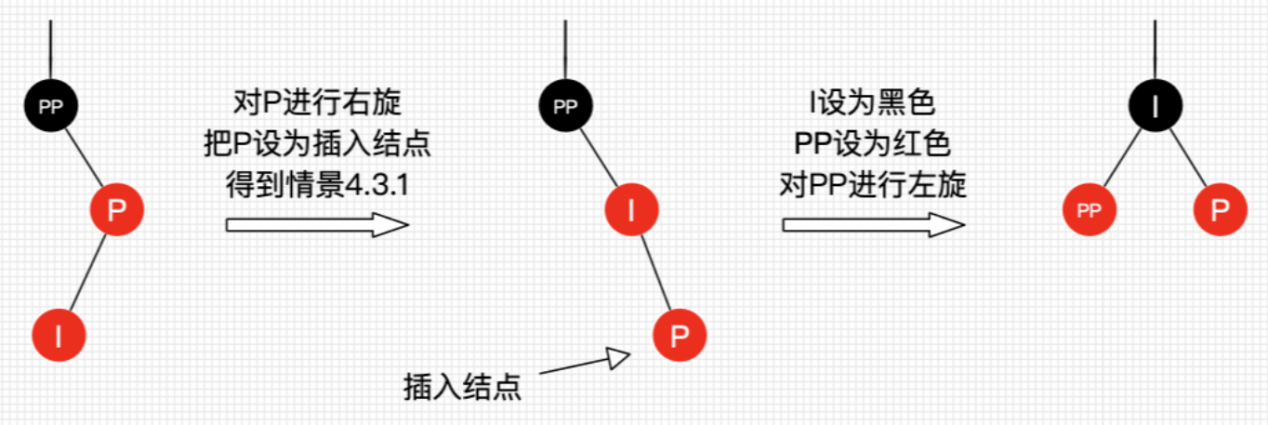 PP
P
I
对P进行右旋
把P设为插入结点
得到情景4.3.1
PP
I
P
插入结点
I设为黑色
PP设为红色
对PP进行左旋
I
PP
P